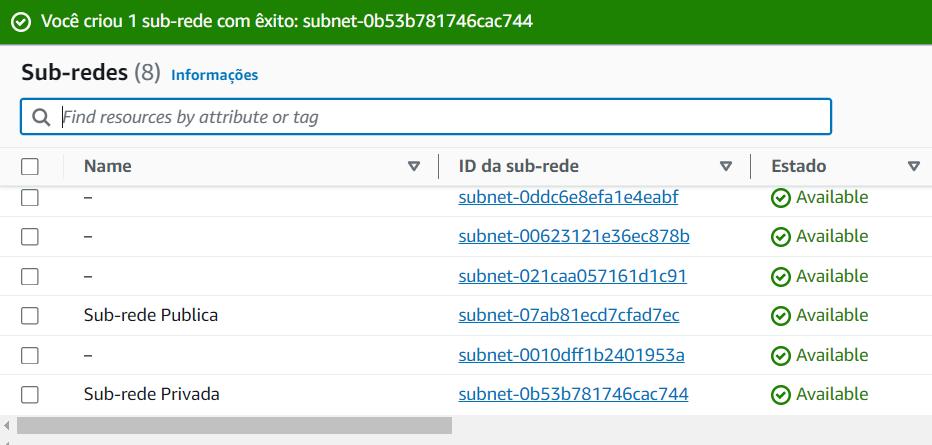 Você criou 1 sub-rede com êxito: subnet-0b53b781746cac744
Sub-redes (8) Informações
Find resources by attribute or tag
Name ID da sub-rede Estado
– subnet-0ddc6e8efa1e4eabf Available
– subnet-00623121e36ec878b Available
– subnet-021caa057161d1c91 Available
Sub-rede Publica subnet-07ab81ecd7cfad7ec Available
– subnet-0010dff1b2401953a Available
Sub-rede Privada subnet-0b53b781746cac744 Available